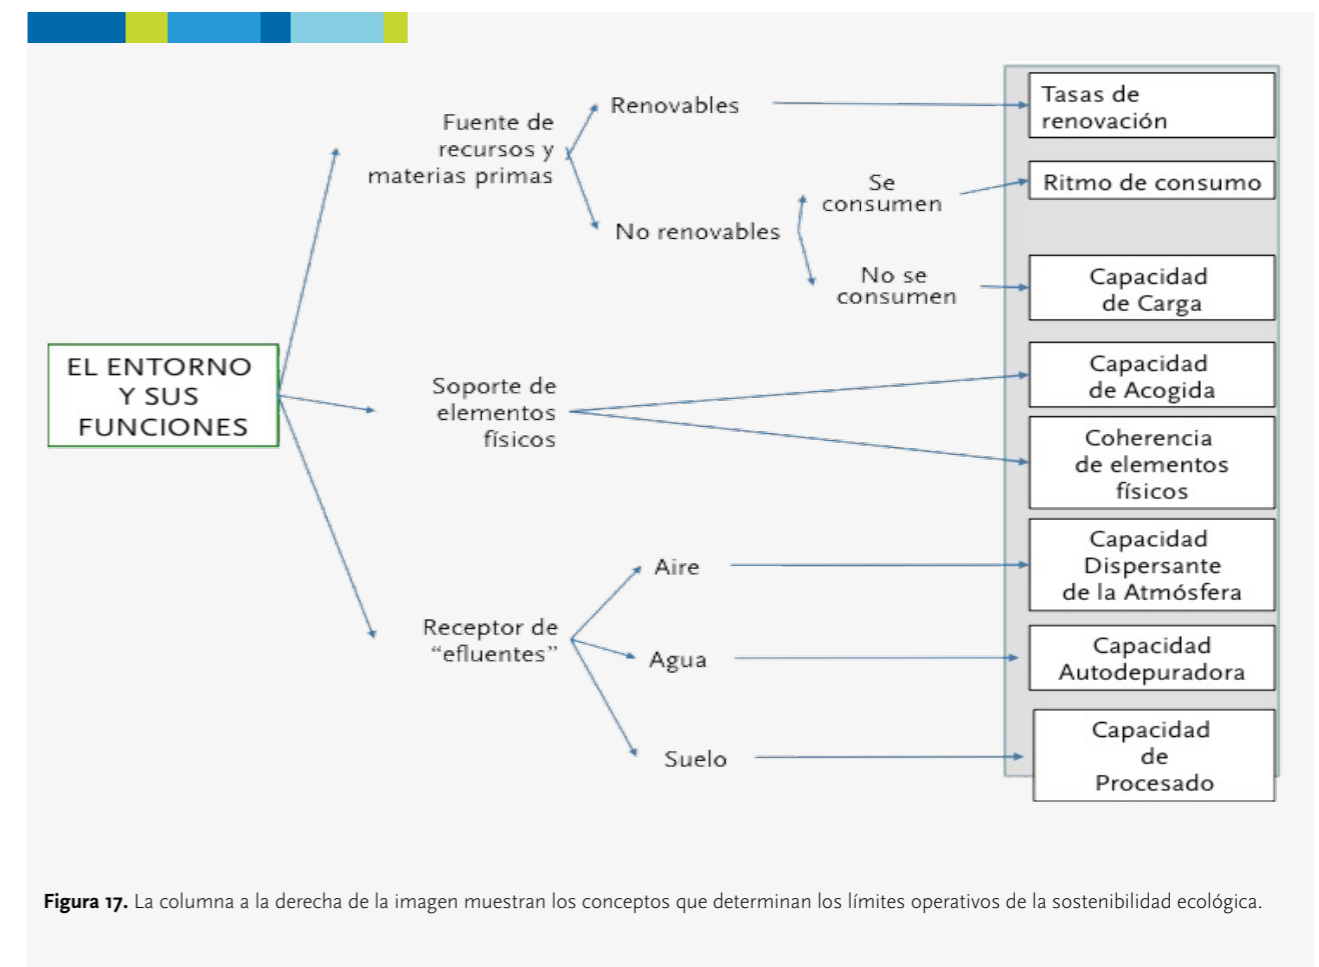 EL ENTORNO
Y SUS
FUNCIONES
Fuente de
recursos y
materias primas
Renovables
Tasas de
renovación
No renovables
Se
consumen
Ritmo de consumo
No se
consumen
Capacidad
de Carga
Soporte de
elementos
físicos
Capacidad
de Acogida
Coherencia
de elementos
físicos
Receptor de
“efluentes”
Aire
Capacidad
Dispersante
de la Atmósfera
Agua
Capacidad
Autodepuradora
Suelo
Capacidad
de
Procesado
Figura 17. La columna a la derecha de la imagen muestran los conceptos que determinan los límites operativos de la sostenibilidad ecológica.